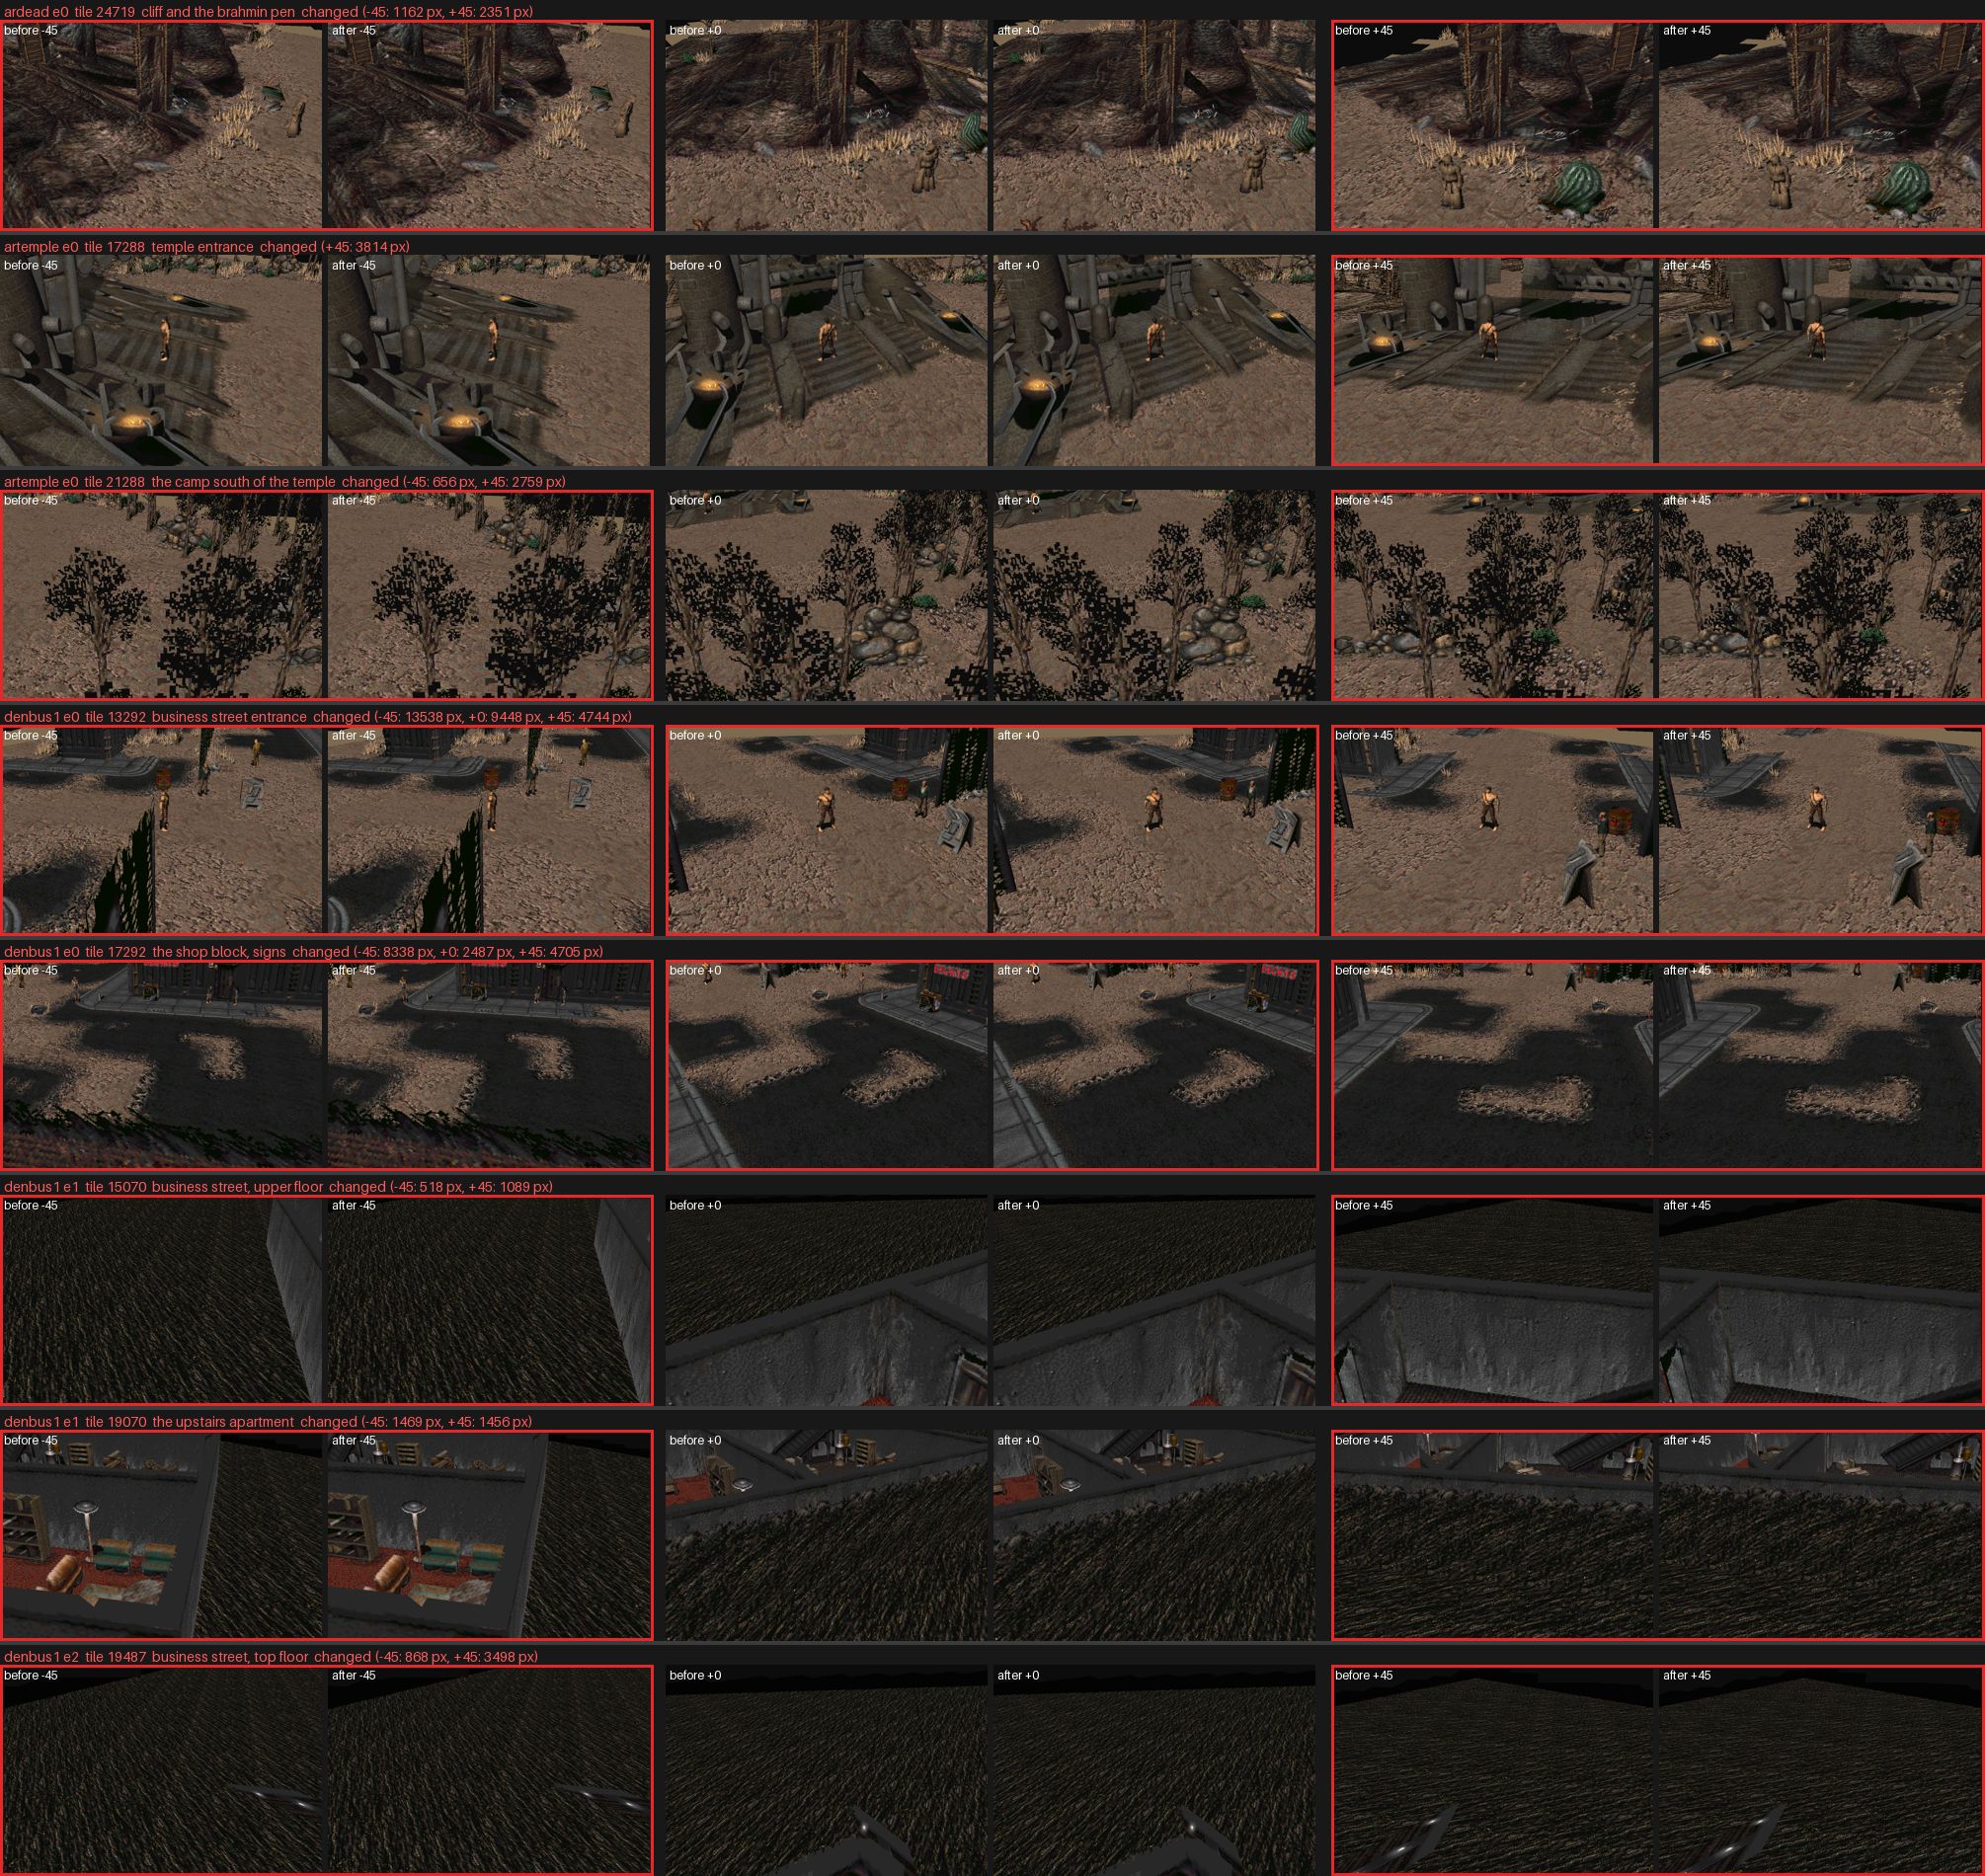 ardead e0 tile 24719 cliff and the brahmin pen changed (-45: 1162 px, +45: 2351 px)
before -45 after -45 before +0 after +0 before +45 after +45
artemple e0 tile 17288 temple entrance changed (+45: 3814 px)
before -45 after -45 before +0 after +0 before +45 after +45
artemple e0 tile 21288 the camp south of the temple changed (-45: 656 px, +45: 2759 px)
before -45 after -45 before +0 after +0 before +45 after +45
denbus1 e0 tile 13292 business street entrance changed (-45: 13538 px, +0: 9448 px, +45: 4744 px)
before -45 after -45 before +0 after +0 before +45 after +45
denbus1 e0 tile 17292 the shop block, signs changed (-45: 8338 px, +0: 2487 px, +45: 4705 px)
before -45 after -45 before +0 after +0 before +45 after +45
denbus1 e1 tile 15070 business street, upper floor changed (-45: 518 px, +45: 1089 px)
before -45 after -45 before +0 after +0 before +45 after +45
denbus1 e1 tile 19070 the upstairs apartment changed (-45: 1469 px, +45: 1456 px)
before -45 after -45 before +0 after +0 before +45 after +45
denbus1 e2 tile 19487 business street, top floor changed (-45: 868 px, +45: 3498 px)
before -45 after -45 before +0 after +0 before +45 after +45